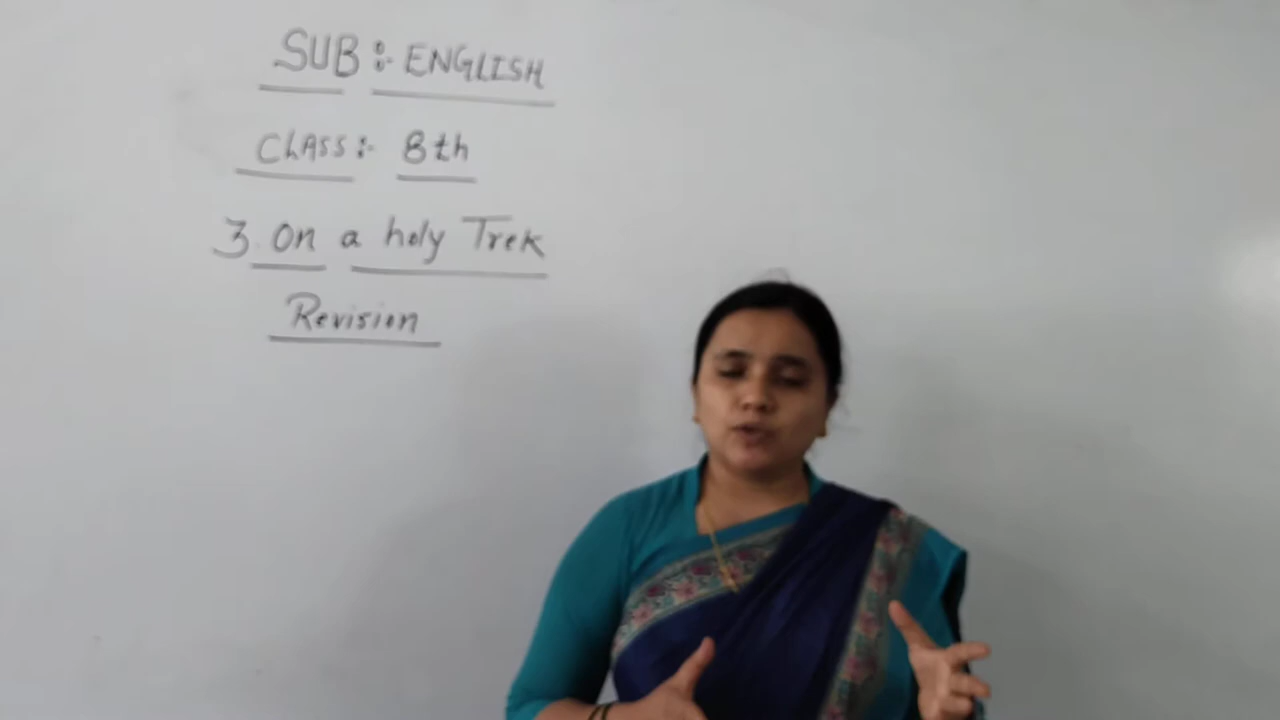 SUB :- ENGLISH
CLASS :- 8th
3. On a holy Trek
Revision